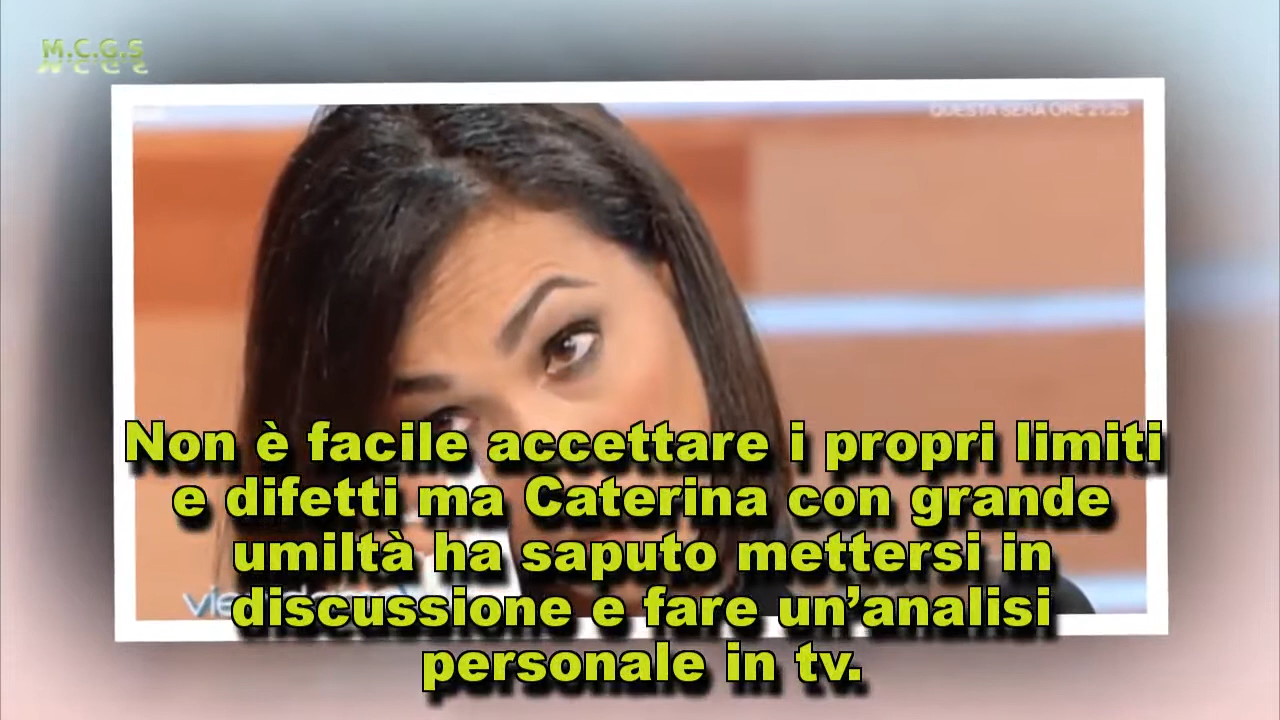 M.C.G.S
QUESTA SERA ORE 21:25
Non è facile accettare i propri limiti
e difetti ma Caterina con grande
umiltà ha saputo mettersi in
discussione e fare un’analisi
personale in tv.